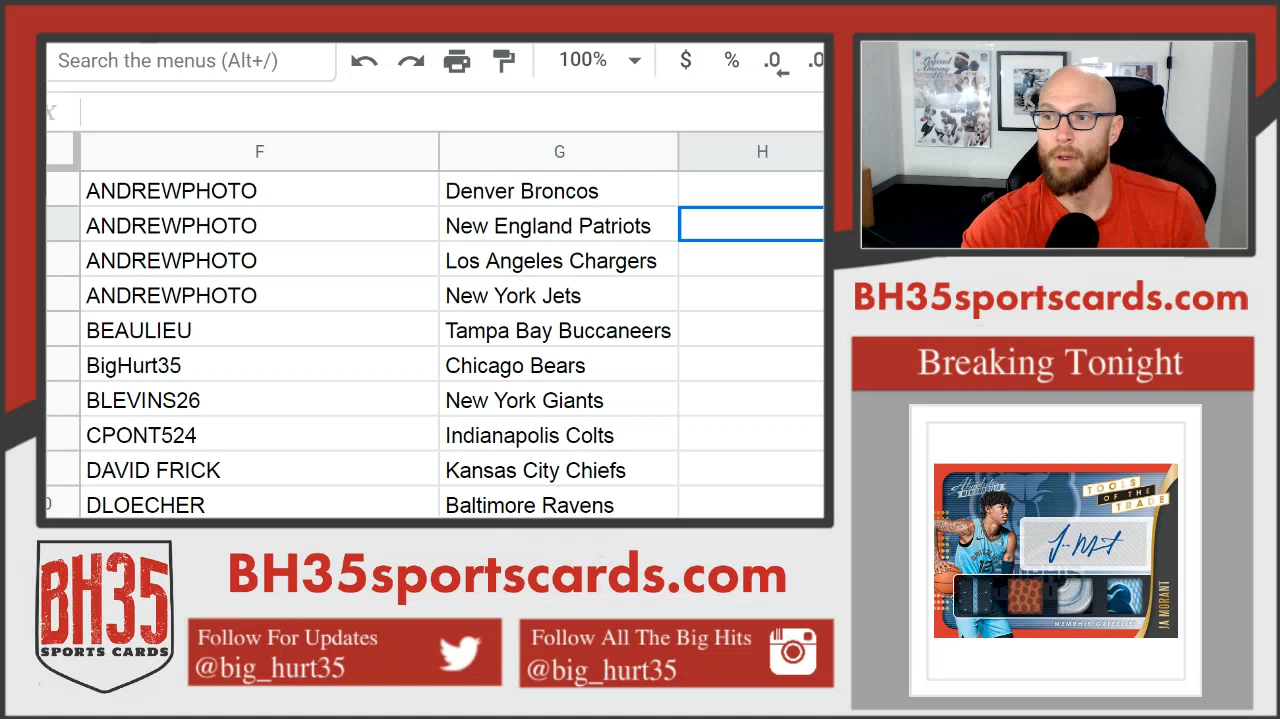 Search the menus (Alt+/)
100%
$ % .0 .0
F G H
ANDREWPHOTO Denver Broncos
ANDREWPHOTO New England Patriots
ANDREWPHOTO Los Angeles Chargers
ANDREWPHOTO New York Jets
BEAULIEU Tampa Bay Buccaneers
BigHurt35 Chicago Bears
BLEVINS26 New York Giants
CPONT524 Indianapolis Colts
DAVID FRICK Kansas City Chiefs
DLOECHER Baltimore Ravens
BH35sportscards.com
Breaking Tonight
Absolute
TOOLS
OF THE
TRADE
JA MORANT
MEMPHIS GRIZZLIES
BH35
SPORTS CARDS
BH35sportscards.com
Follow For Updates
@big_hurt35
Follow All The Big Hits
@big_hurt35